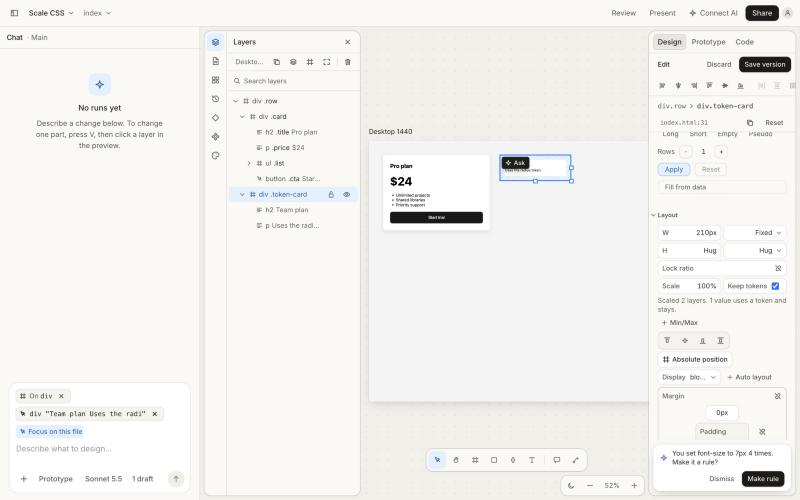 Scale CSS
index
Review
Present
Connect AI
Share
Chat · Main
No runs yet
Describe a change below. To change
one part, press V, then click a layer in
the preview.
On div
div "Team plan Uses the radi"
Focus on this file
Describe what to design...
Prototype
Sonnet 5.5
1 draft
Layers
Deskto...
Search layers
div .row
div .card
h2 .title Pro plan
p .price $24
ul .list
button .cta Star...
div .token-card
h2 Team plan
p Uses the radi...
Desktop 1440
Pro plan
$24
Unlimited projects
Shared libraries
Priority support
Start trial
Ask
Uses the radius token.
52%
Design
Prototype
Code
Edit
Discard
Save version
div.row > div.token-card
index.html:31
Reset
Long
Short
Empty
Pseudo
Rows
1
Apply
Reset
Fill from data
Layout
W 210px Fixed
H Hug Hug
Lock ratio
Scale 100% Keep tokens
Scaled 2 layers. 1 value uses a token and
stays.
Min/Max
Absolute position
Display blo...
Auto layout
Margin
0px
Padding
You set font-size to 7px 4 times.
Make it a rule?
Dismiss
Make rule